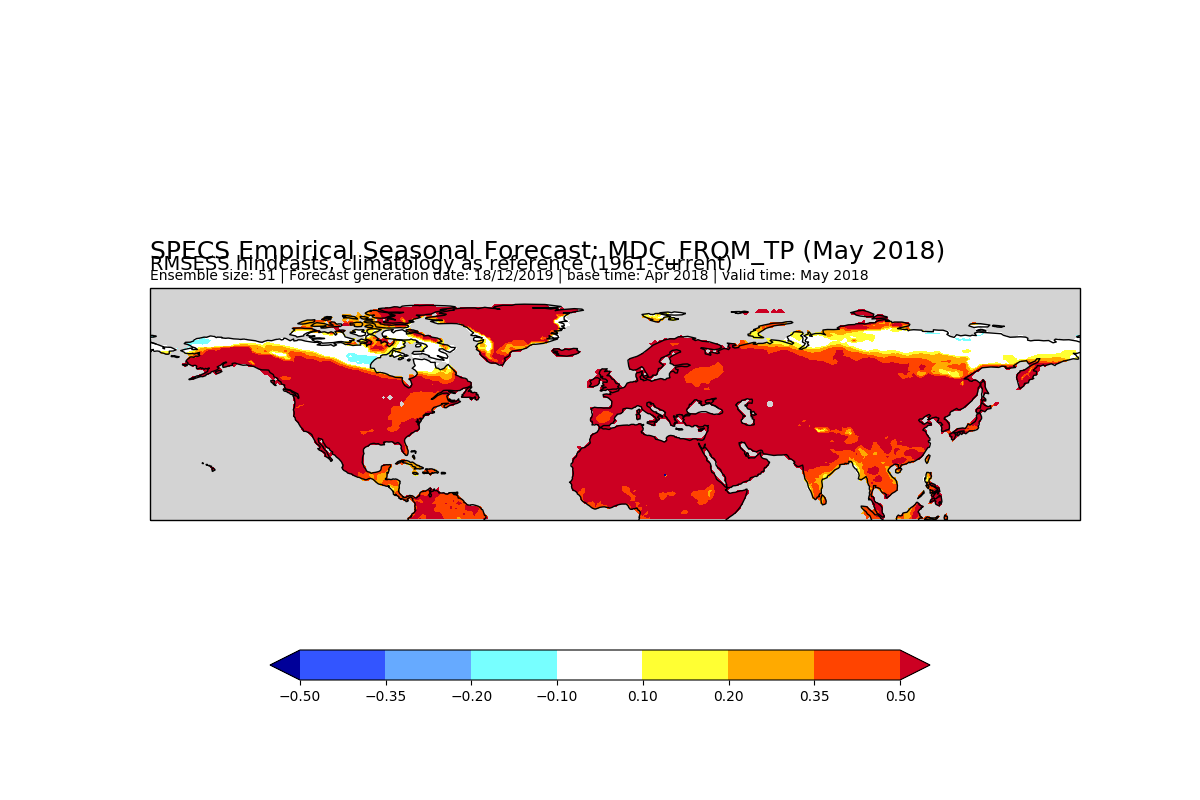 SPECS Empirical Seasonal Forecast: MDC_FROM_TP (May 2018)
RMSESS hindcasts, climatology as reference (1961-current)
Ensemble size: 51 | Forecast generation date: 18/12/2019 | base time: Apr 2018 | valid time: May 2018
−0.50 −0.35 −0.20 −0.10 0.10 0.20 0.35 0.50